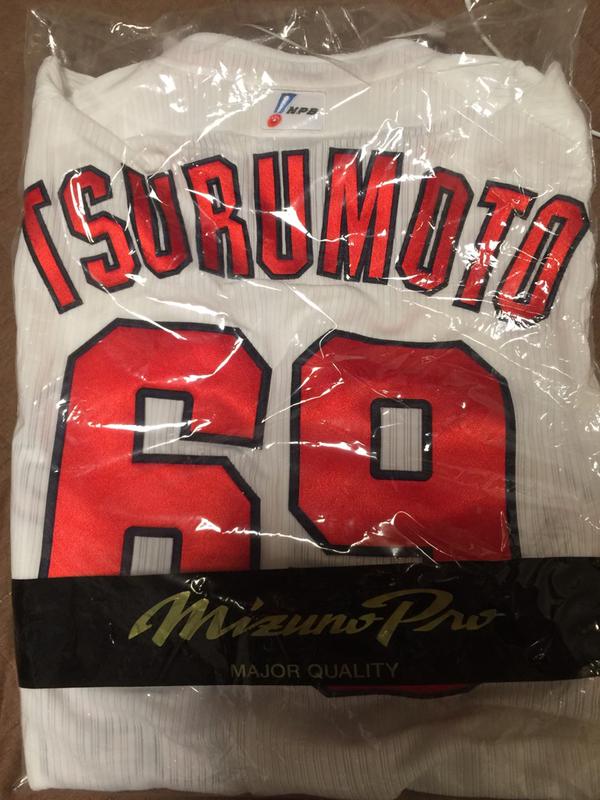 NPB
TSURUMOTO
69
Mizuno Pro
MAJOR QUALITY